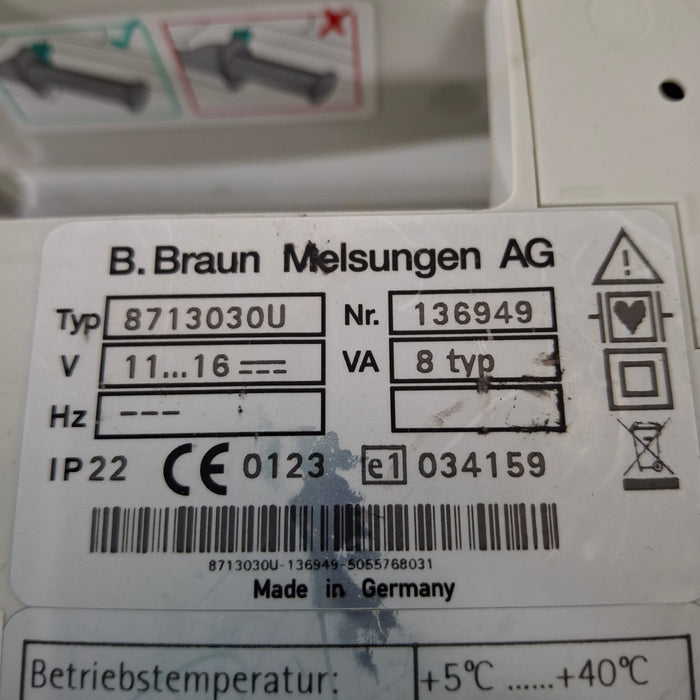 B. Braun Melsungen AG
Typ 8713030U Nr. 136949
V 11...16 VA 8 typ
Hz ---
IP22 CE 0123 e1 034159
8713030U-136949-5055768031
Made in Germany
Betriebstemperatur: +5°C ......+40°C